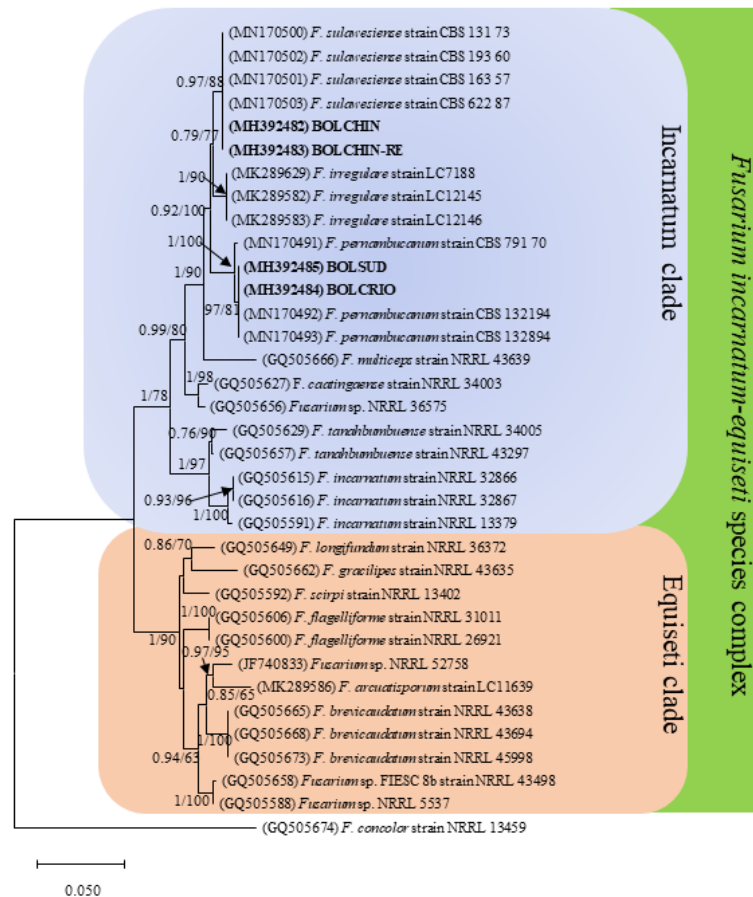 (MN170500) F. sulawesiense strain CBS 131 73
(MN170502) F. sulawesiense strain CBS 193 60
(MN170501) F. sulawesiense strain CBS 163 57
0.97/88
(MN170503) F. sulawesiense strain CBS 622 87
(MH392482) BOLCHIN
0.79/77
(MH392483) BOLCHIN-RE
(MK289629) F. irregulare strain LC7188
1/90
(MK289582) F. irregulare strain LC12145
0.92/100
(MK289583) F. irregulare strain LC12146
1/100
(MN170491) F. pernambucanum strain CBS 791 70
(MH392485) BOLSUD
1/90
(MH392484) BOLCRIO
97/81
(MN170492) F. pernambucanum strain CBS 132194
0.99/80
(MN170493) F. pernambucanum strain CBS 132894
(GQ505666) F. multiceps strain NRRL 43639
1/98
(GQ505627) F. caatingaense strain NRRL 34003
1/78
(GQ505656) Fusarium sp. NRRL 36575
0.76/90
(GQ505629) F. tanahbumbuense strain NRRL 34005
(GQ505657) F. tanahbumbuense strain NRRL 43297
1/97
(GQ505615) F. incarnatum strain NRRL 32866
0.93/96
(GQ505616) F. incarnatum strain NRRL 32867
1/100
(GQ505591) F. incarnatum strain NRRL 13379
0.86/70
(GQ505649) F. longifundum strain NRRL 36372
(GQ505662) F. gracilipes strain NRRL 43635
(GQ505592) F. scirpi strain NRRL 13402
1/100
(GQ505606) F. flagelliforme strain NRRL 31011
1/90
(GQ505600) F. flagelliforme strain NRRL 26921
0.97/95
(JF740833) Fusarium sp. NRRL 52758
0.85/65
(MK289586) F. arcuatisporum strain LC11639
(GQ505665) F. brevicaudatum strain NRRL 43638
(GQ505668) F. brevicaudatum strain NRRL 43694
1/100
(GQ505673) F. brevicaudatum strain NRRL 45998
0.94/63
(GQ505658) Fusarium sp. FIESC 8b strain NRRL 43498
1/100
(GQ505588) Fusarium sp. NRRL 5537
(GQ505674) F. concolor strain NRRL 13459
0.050
Incarnatum clade
Equiseti clade
Fusarium incarnatum-equiseti species complex